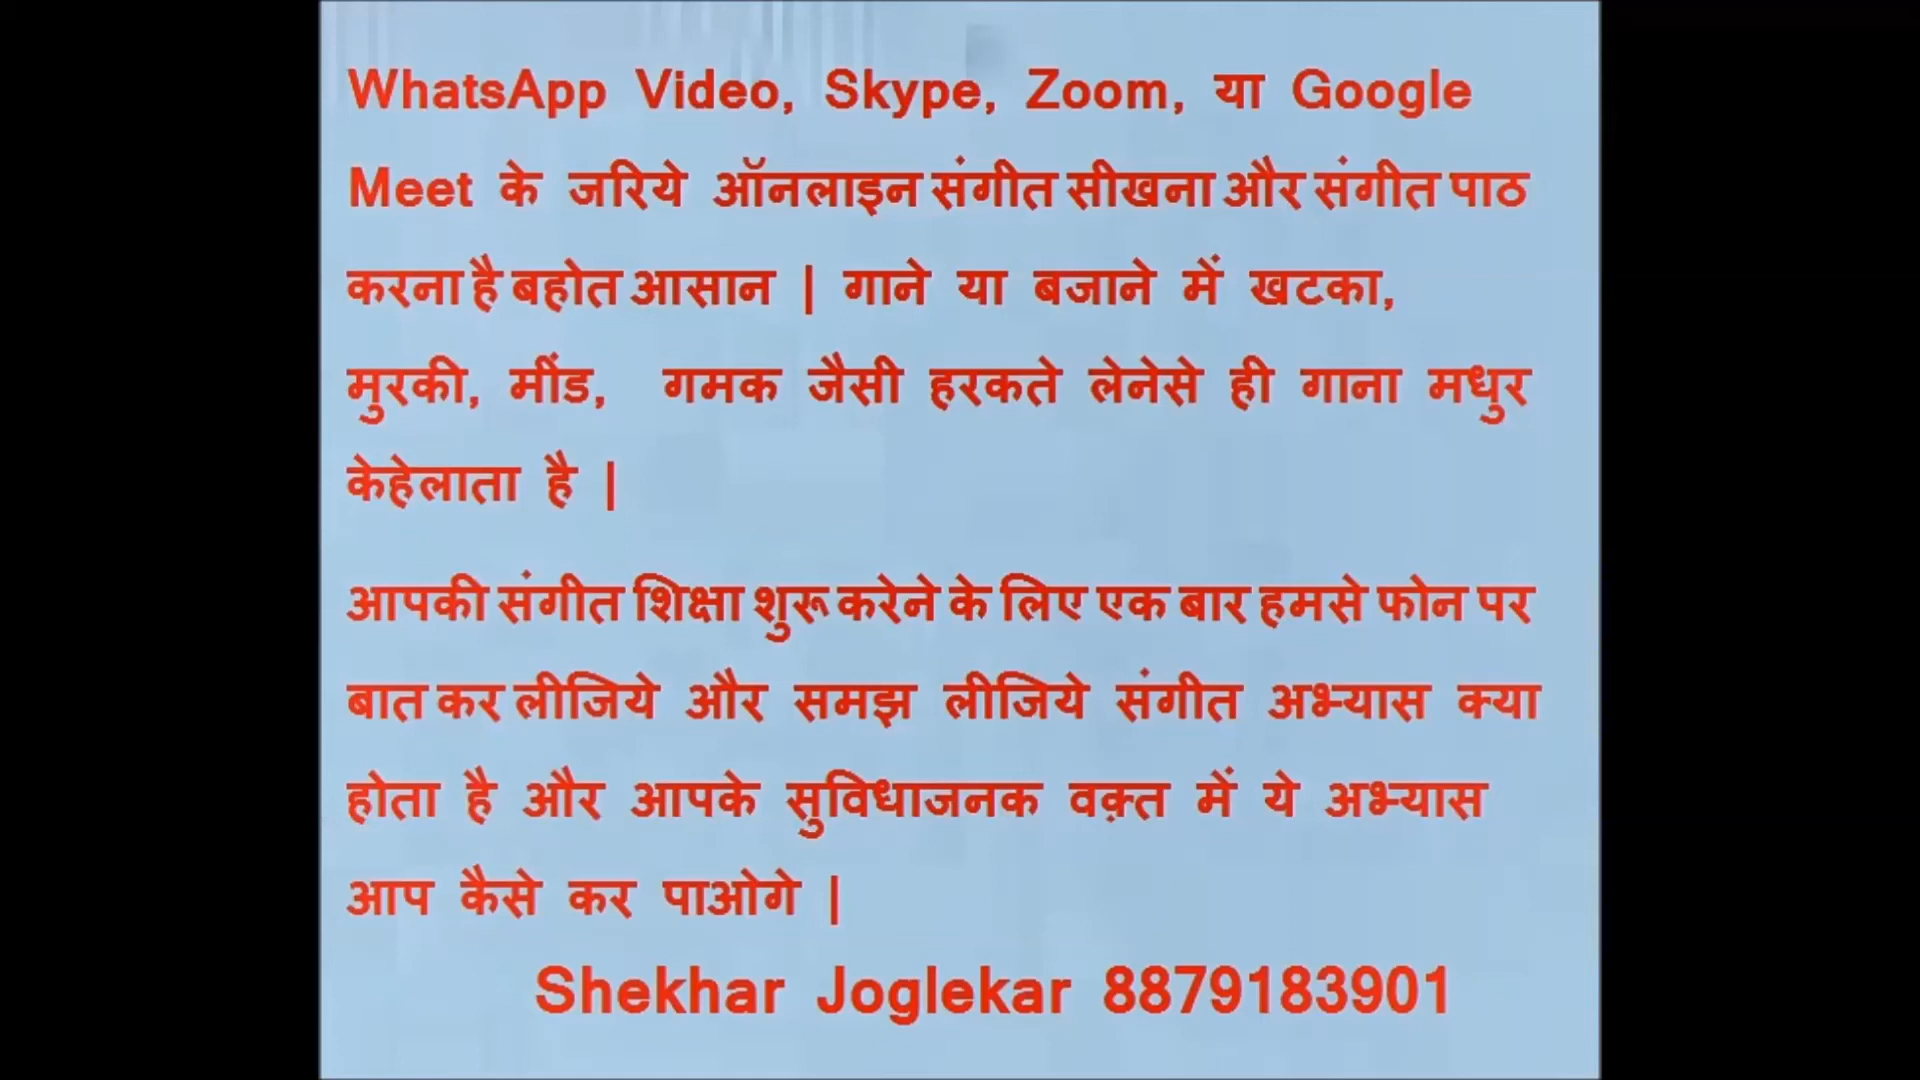 WhatsApp Video, Skype, Zoom, या Google
Meet के जरिये ऑनलाइन संगीत सीखना और संगीत पाठ
करना है बहोत आसान |  गाने या बजाने में खटका,
मुरकी, मींड, गमक जैसी हरकते लेनेसे ही गाना मधुर
केहेलाता है |
आपकी संगीत शिक्षा शुरू करेने के लिए एक बार हमसे फोन पर
बात कर लीजिये और समझ लीजिये संगीत अभ्यास क्या
होता है और आपके सुविधाजनक वक़्त में ये अभ्यास
आप कैसे कर पाओगे |
Shekhar Joglekar 8879183901